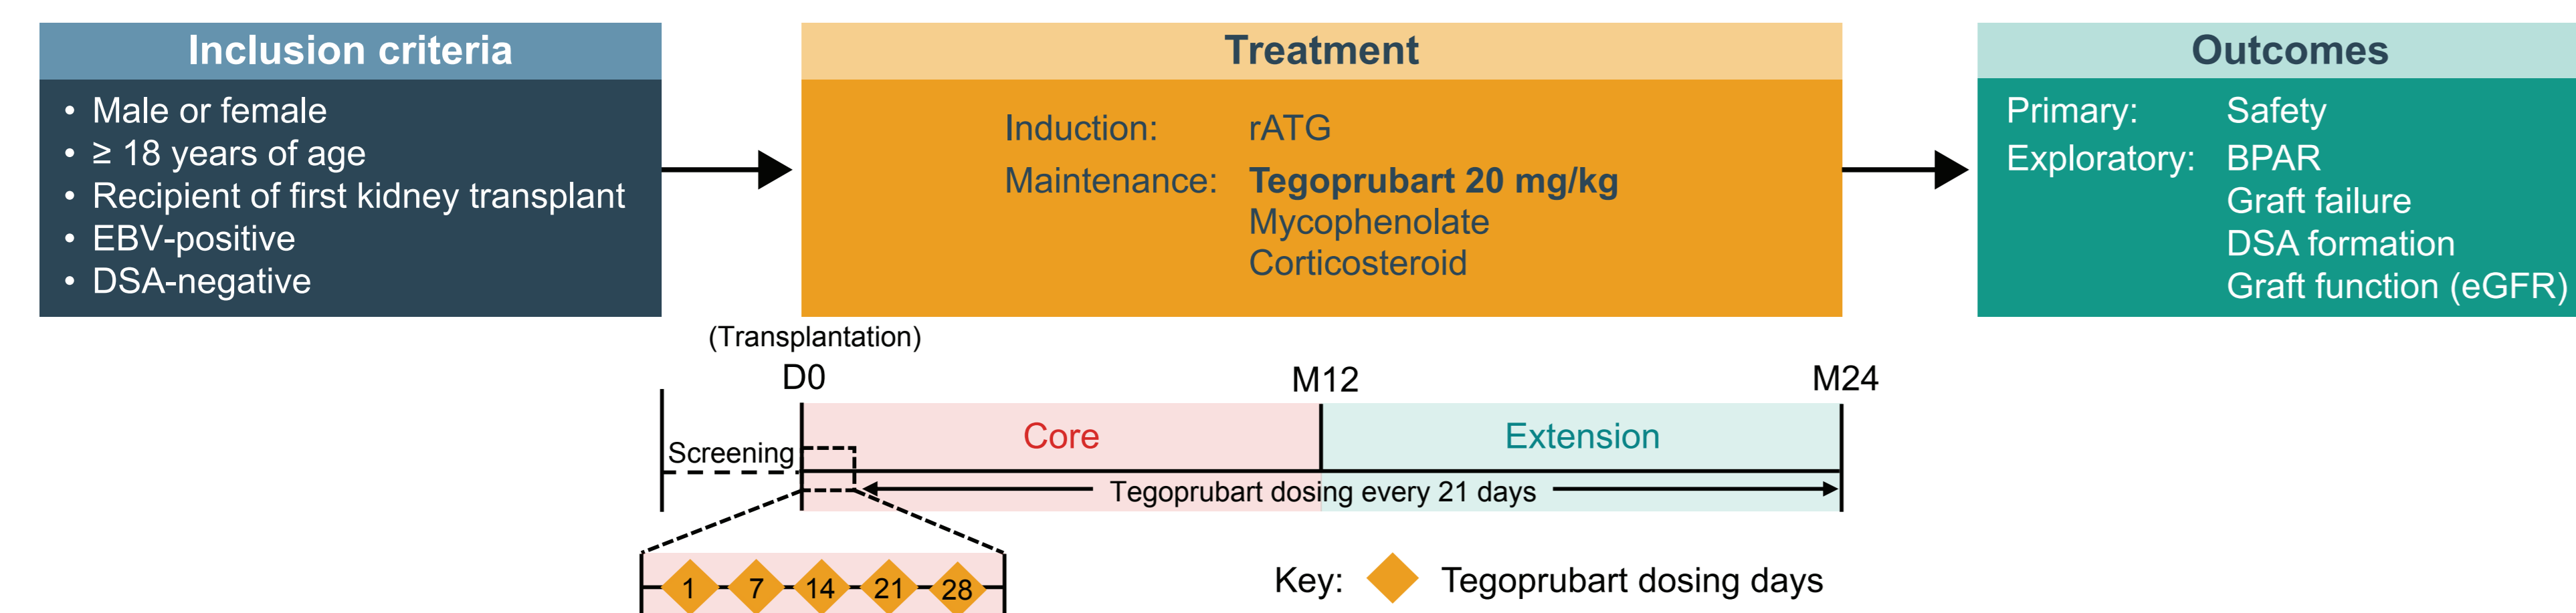 Inclusion criteria
• Male or female
• ≥ 18 years of age
• Recipient of first kidney transplant
• EBV-positive
• DSA-negative
Treatment
Induction: rATG
Maintenance: Tegoprubart 20 mg/kg
Mycophenolate
Corticosteroid
Outcomes
Primary: Safety
Exploratory: BPAR
Graft failure
DSA formation
Graft function (eGFR)
(Transplantation)
D0 M12 M24
Core Extension
Screening
Tegoprubart dosing every 21 days
1 7 14 21 28
Key: Tegoprubart dosing days